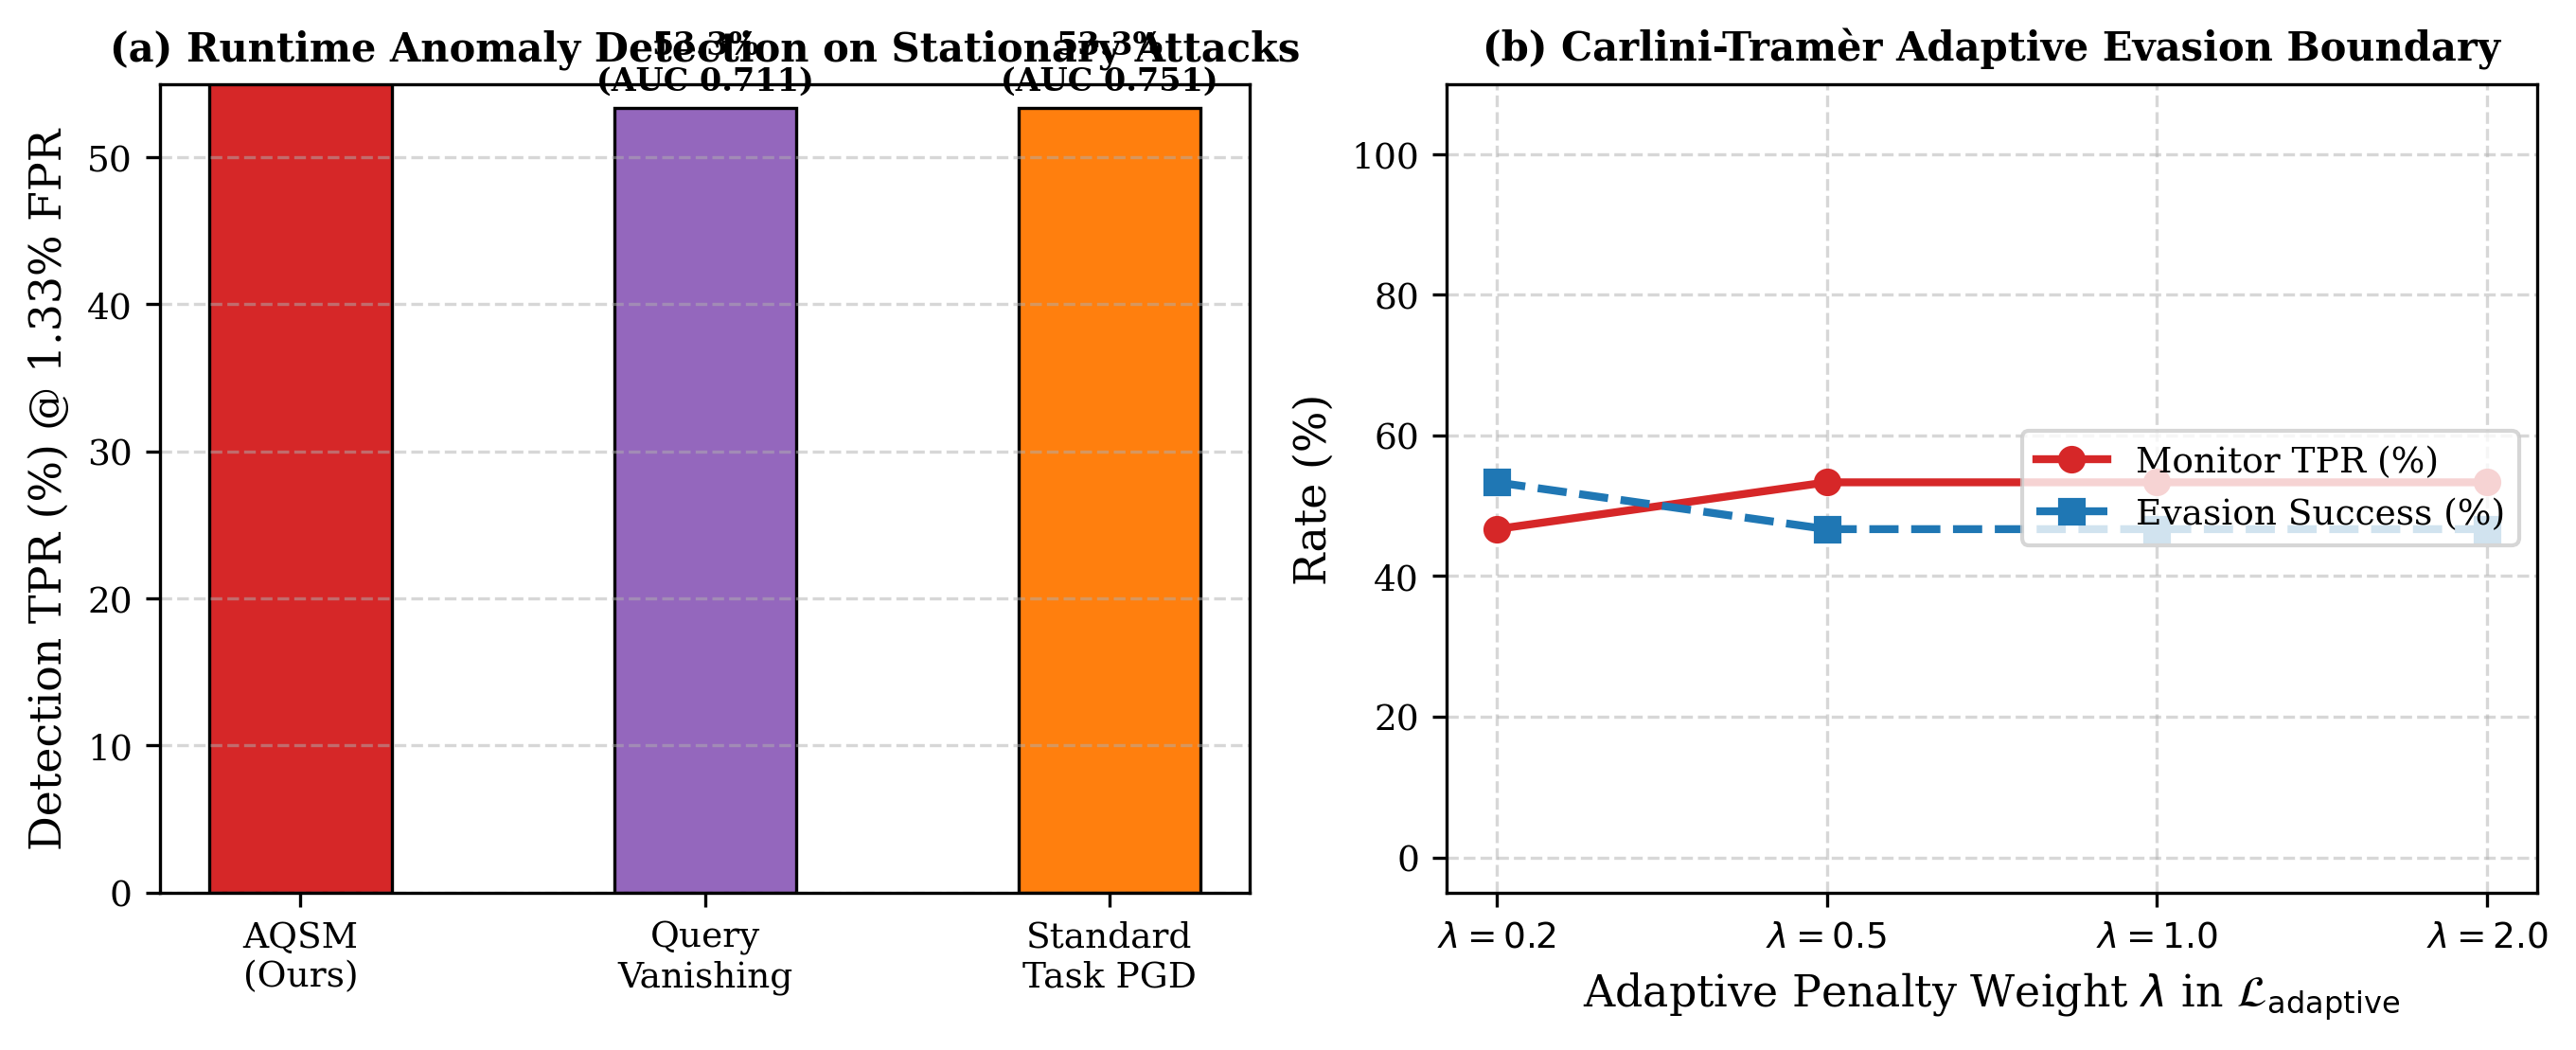 (a) Runtime Anomaly Detection on Stationary Attacks
53.3%
(AUC 0.711)
53.3%
(AUC 0.751)
Detection TPR (%) @ 1.33% FPR
50
40
30
20
10
0
AQSM
(Ours)
Query
Vanishing
Standard
Task PGD
(b) Carlini-Tramèr Adaptive Evasion Boundary
Rate (%)
100
80
60
40
20
0
Monitor TPR (%)
Evasion Success (%)
λ = 0.2
λ = 0.5
λ = 1.0
λ = 2.0
Adaptive Penalty Weight λ in ℒadaptive